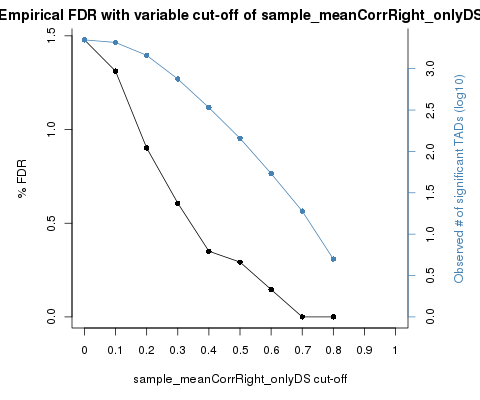 Empirical FDR with variable cut-off of sample_meanCorrRight_onlyDS
1.5
1.0
0.5
0.0
% FDR
3.0
2.5
2.0
1.5
1.0
0.5
0.0
Observed # of significant TADs (log10)
0 0.1 0.2 0.3 0.4 0.5 0.6 0.7 0.8 0.9 1
sample_meanCorrRight_onlyDS cut-off